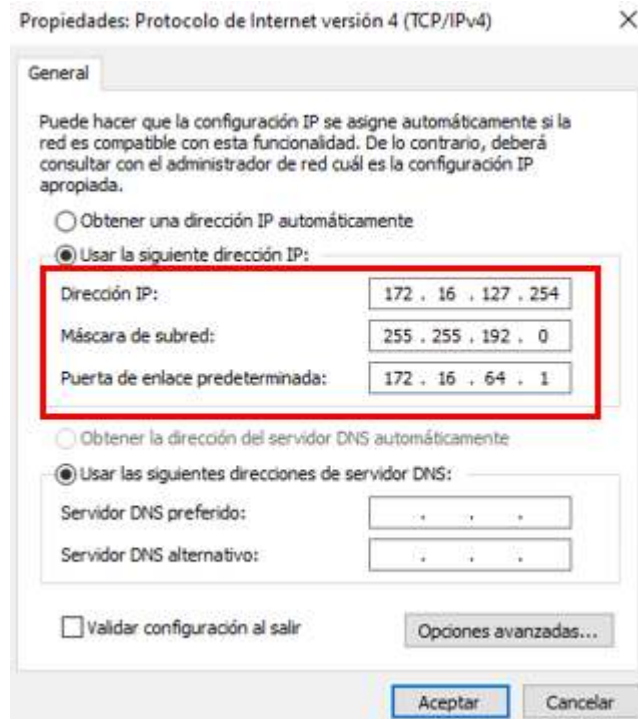 Propiedades: Protocolo de Internet versión 4 (TCP/IPv4)
General
Puede hacer que la configuración IP se asigne automáticamente si la
red es compatible con esta funcionalidad. De lo contrario, deberá
consultar con el administrador de red cuál es la configuración IP
apropiada.
Obtener una dirección IP automáticamente
Usar la siguiente dirección IP:
Dirección IP: 172 . 16 . 127 . 254
Máscara de subred: 255 . 255 . 192 . 0
Puerta de enlace predeterminada: 172 . 16 . 64 . 1
Obtener la dirección del servidor DNS automáticamente
Usar las siguientes direcciones de servidor DNS:
Servidor DNS preferido: . . .
Servidor DNS alternativo: . . .
Validar configuración al salir
Opciones avanzadas...
Aceptar Cancelar